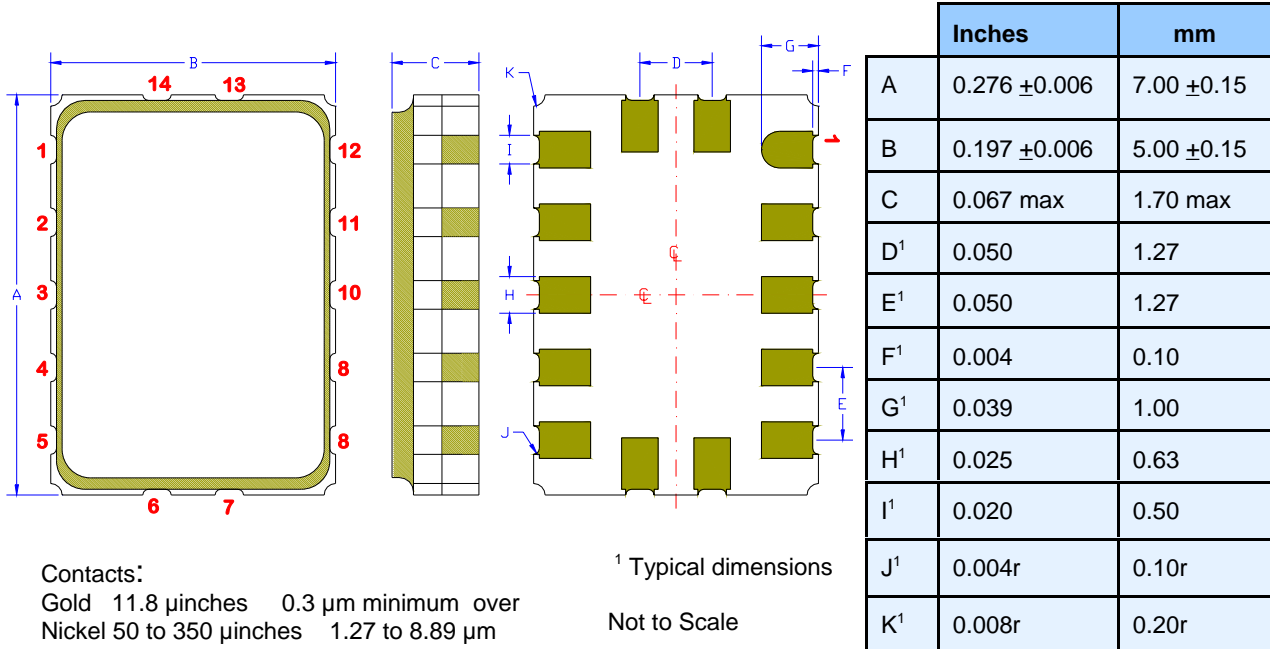 B
14 13
1 12
2 11
3 10
4 8
5 8
6 7
A
C
K
D
G
F
I
1
H
E
J
CL
CL
Inches mm
A 0.276 ±0.006 7.00 ±0.15
B 0.197 ±0.006 5.00 ±0.15
C 0.067 max 1.70 max
D¹ 0.050 1.27
E¹ 0.050 1.27
F¹ 0.004 0.10
G¹ 0.039 1.00
H¹ 0.025 0.63
I¹ 0.020 0.50
J¹ 0.004r 0.10r
K¹ 0.008r 0.20r
Contacts:
Gold 11.8 µinches 0.3 µm minimum over
Nickel 50 to 350 µinches 1.27 to 8.89 µm
¹ Typical dimensions
Not to Scale